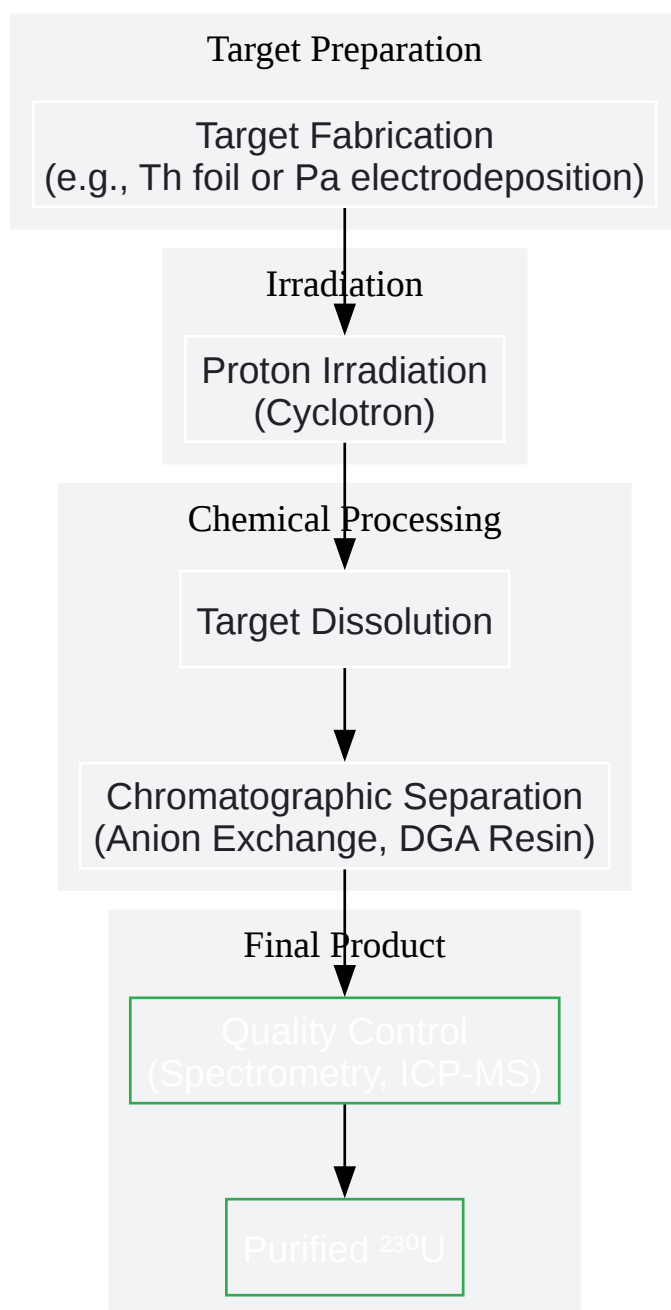 Target Preparation
Target Fabrication
(e.g., Th foil or Pa electrodeposition)
Irradiation
Proton Irradiation
(Cyclotron)
Chemical Processing
Target Dissolution
Chromatographic Separation
(Anion Exchange, DGA Resin)
Final Product
Quality Control
(Spectrometry, ICP-MS)
Purified ²³⁰U